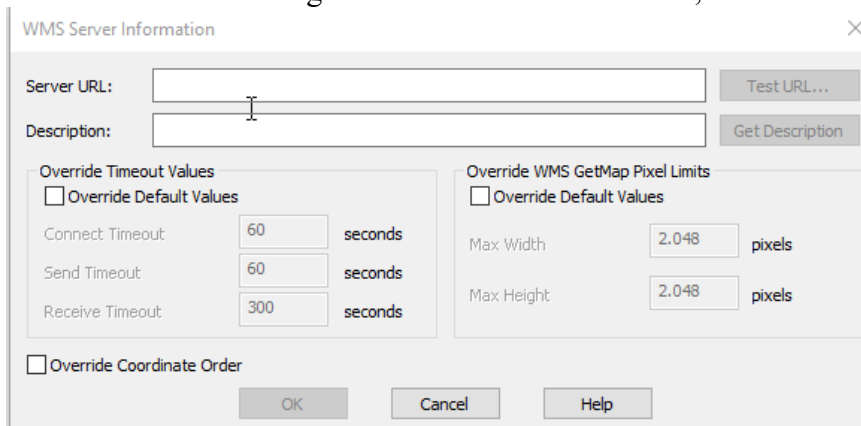 WMS Server Information
Server URL:
Test URL...
Description:
Get Description
Override Timeout Values
Override Default Values
Connect Timeout 60 seconds
Send Timeout 60 seconds
Receive Timeout 300 seconds
Override WMS GetMap Pixel Limits
Override Default Values
Max Width 2.048 pixels
Max Height 2.048 pixels
Override Coordinate Order
OK Cancel Help